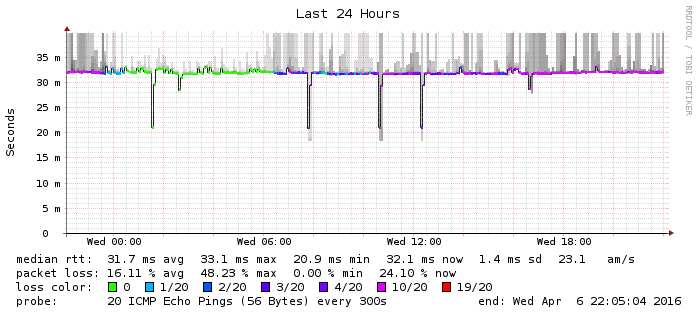 Last 24 Hours
RRDTOOL / TOBI OETIKER
Seconds
35 m
30 m
25 m
20 m
15 m
10 m
5 m
0
Wed 00:00 Wed 06:00 Wed 12:00 Wed 18:00
median rtt: 31.7 ms avg 33.1 ms max 20.9 ms min 32.1 ms now 1.4 ms sd 23.1 am/s
packet loss: 16.11 % avg 48.23 % max 0.00 % min 24.10 % now
loss color: 0 1/20 2/20 3/20 4/20 10/20 19/20
probe: 20 ICMP Echo Pings (56 Bytes) every 300s end: Wed Apr 6 22:05:04 2016